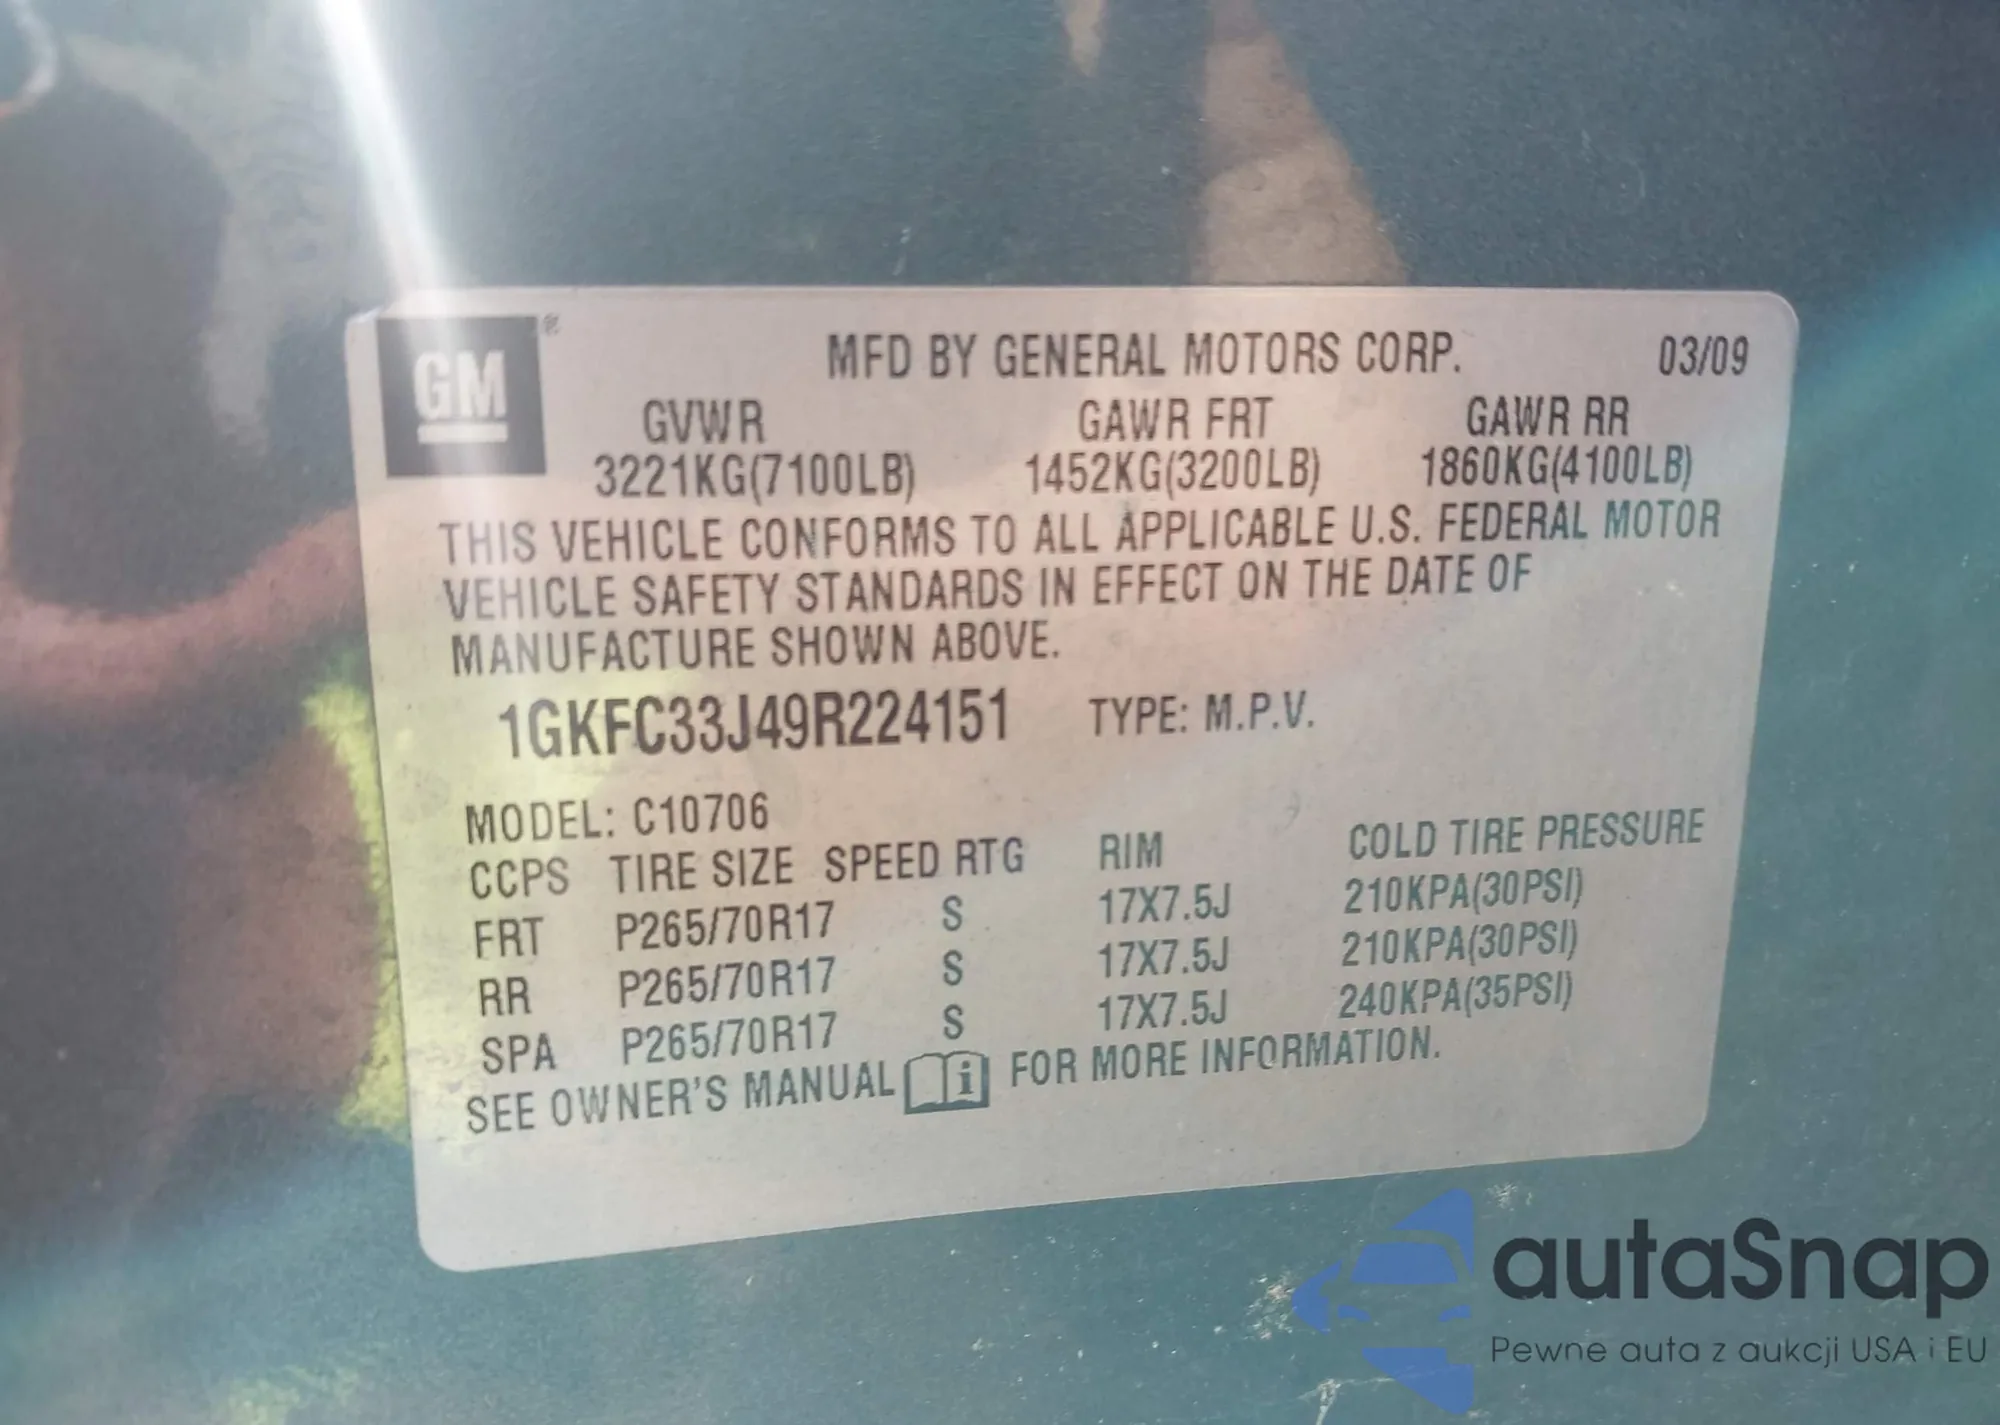 GM ®
MFD BY GENERAL MOTORS CORP. 03/09
GVWR GAWR FRT GAWR RR
3221KG(7100LB) 1452KG(3200LB) 1860KG(4100LB)
THIS VEHICLE CONFORMS TO ALL APPLICABLE U.S. FEDERAL MOTOR
VEHICLE SAFETY STANDARDS IN EFFECT ON THE DATE OF
MANUFACTURE SHOWN ABOVE.
1GKFC33J49R224151 TYPE: M.P.V.
MODEL: C10706
CCPS TIRE SIZE SPEED RTG RIM COLD TIRE PRESSURE
FRT P265/70R17 S 17X7.5J 210KPA(30PSI)
RR P265/70R17 S 17X7.5J 210KPA(30PSI)
SPA P265/70R17 S 17X7.5J 240KPA(35PSI)
SEE OWNER'S MANUAL i FOR MORE INFORMATION.
autaSnap
Pewne auta z aukcji USA i EU